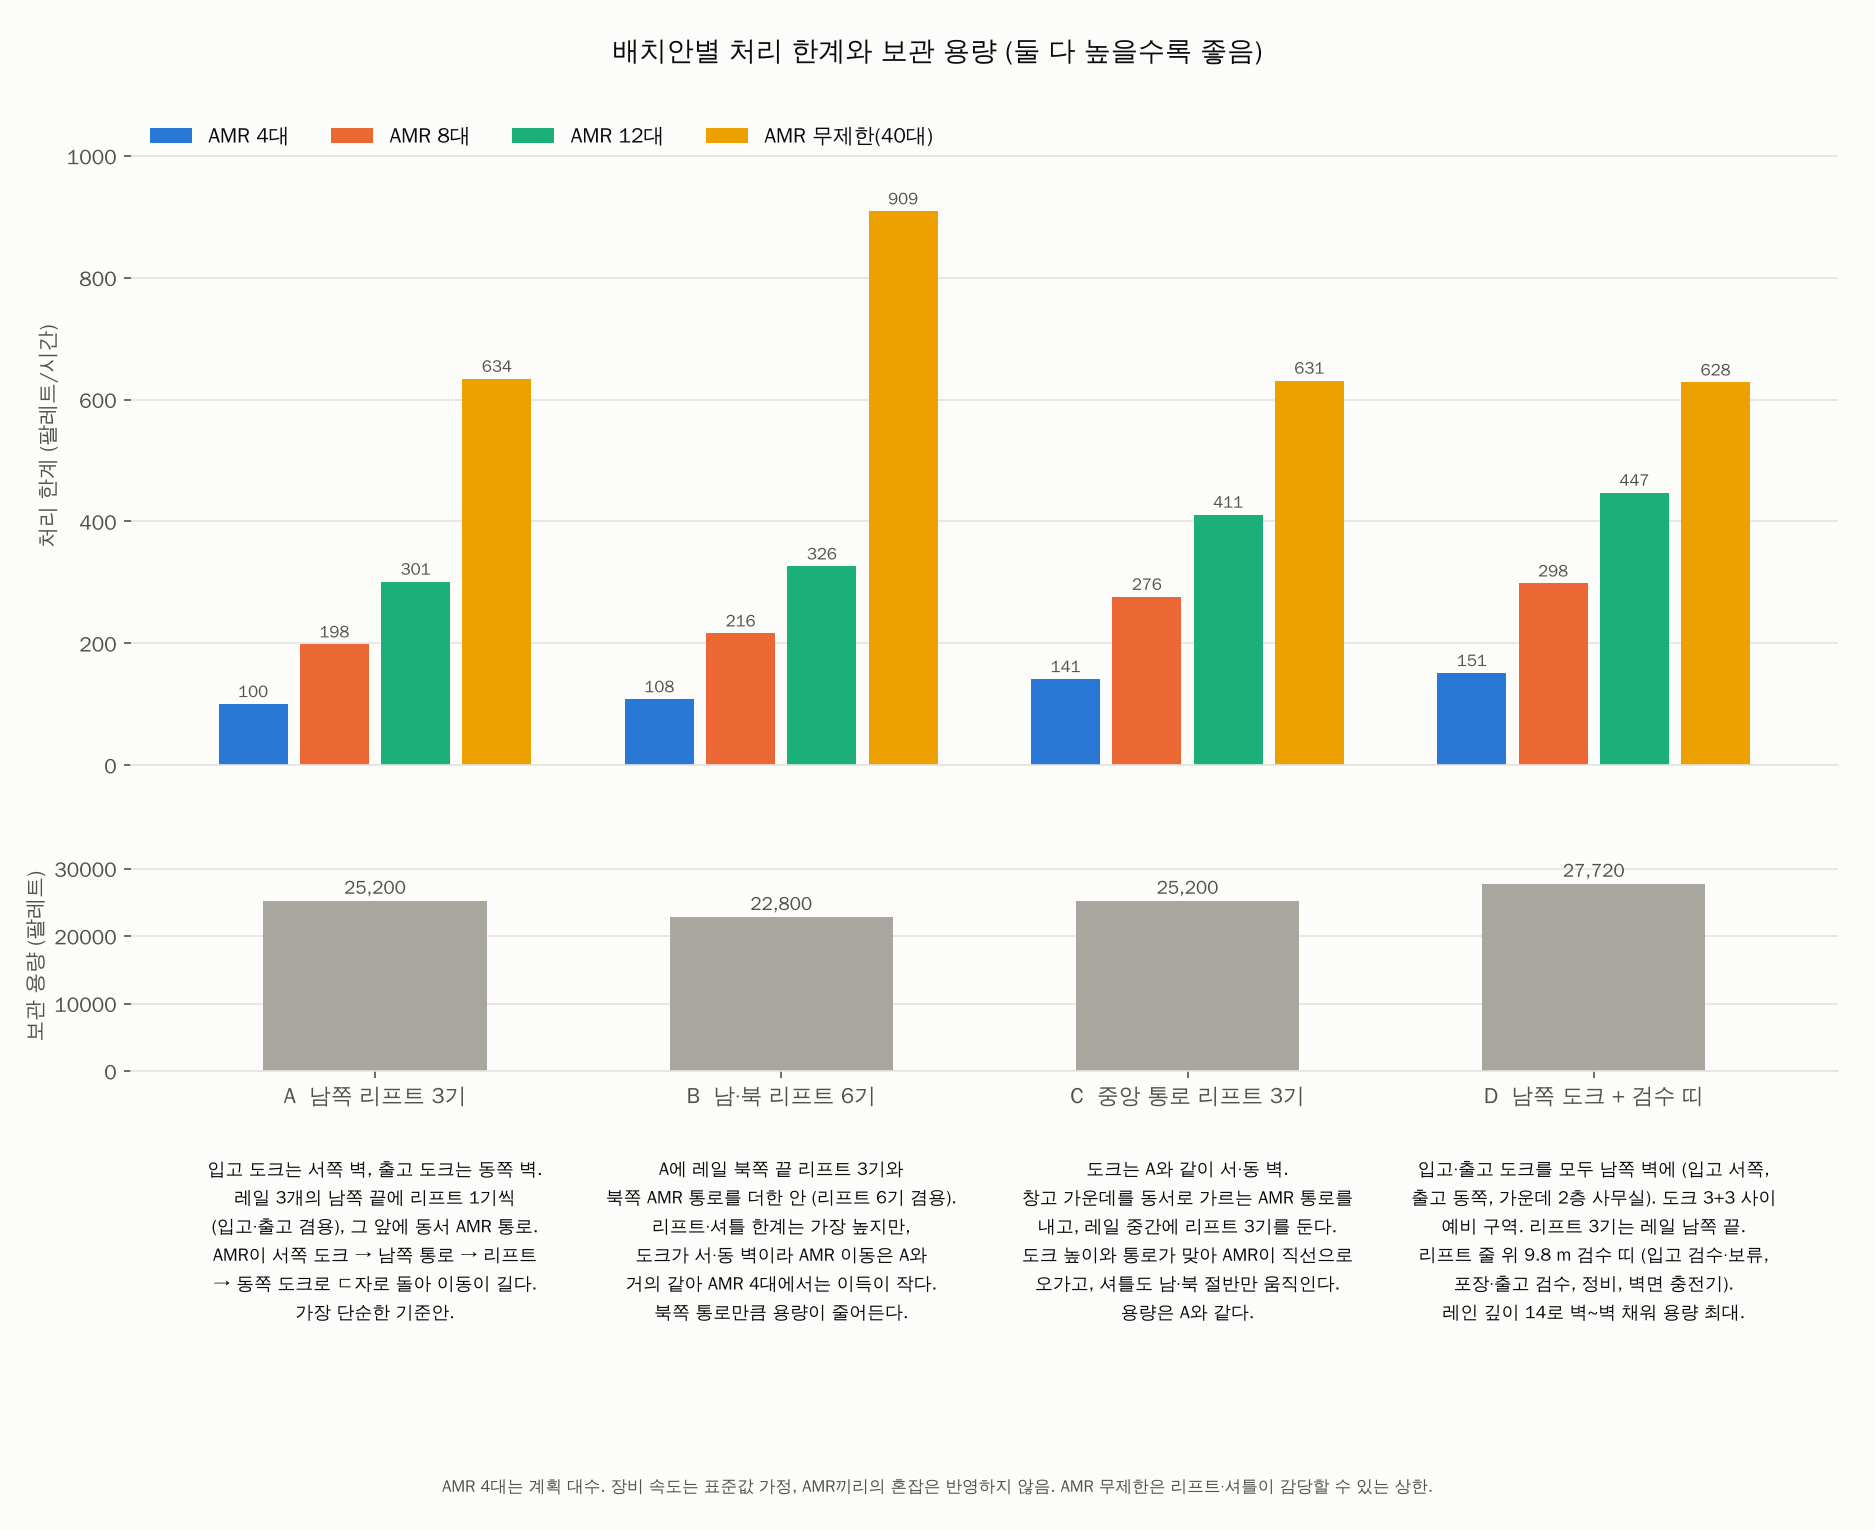 배치안별 처리 한계와 보관 용량 (둘 다 높을수록 좋음)
AMR 4대
AMR 8대
AMR 12대
AMR 무제한(40대)
처리 한계 (팔레트/시간)
1000
800
600
400
200
0
100
198
301
634
108
216
326
909
141
276
411
631
151
298
447
628
보관 용량 (팔레트)
30000
20000
10000
0
25,200
22,800
25,200
27,720
A 남쪽 리프트 3기
B 남·북 리프트 6기
C 중앙 통로 리프트 3기
D 남쪽 도크 + 검수 띠
입고 도크는 서쪽 벽, 출고 도크는 동쪽 벽.
레일 3개의 남쪽 끝에 리프트 1기씩
(입고·출고 겸용), 그 앞에 동서 AMR 통로.
AMR이 서쪽 도크 → 남쪽 통로 → 리프트
→ 동쪽 도크로 ㄷ자로 돌아 이동이 길다.
가장 단순한 기준안.
A에 레일 북쪽 끝 리프트 3기와
북쪽 AMR 통로를 더한 안 (리프트 6기 겸용).
리프트·셔틀 한계는 가장 높지만,
도크가 서·동 벽이라 AMR 이동은 A와
거의 같아 AMR 4대에서는 이득이 작다.
북쪽 통로만큼 용량이 줄어든다.
도크는 A와 같이 서·동 벽.
창고 가운데를 동서로 가르는 AMR 통로를
내고, 레일 중간에 리프트 3기를 둔다.
도크 높이와 통로가 맞아 AMR이 직선으로
오가고, 셔틀도 남·북 절반만 움직인다.
용량은 A와 같다.
입고·출고 도크를 모두 남쪽 벽에 (입고 서쪽,
출고 동쪽, 가운데 2층 사무실). 도크 3+3 사이
예비 구역. 리프트 3기는 레일 남쪽 끝.
리프트 줄 위 9.8 m 검수 띠 (입고 검수·보류,
포장·출고 검수, 정비, 벽면 충전기).
레인 깊이 14로 벽~벽 채워 용량 최대.
AMR 4대는 계획 대수. 장비 속도는 표준값 가정, AMR끼리의 혼잡은 반영하지 않음. AMR 무제한은 리프트·셔틀이 감당할 수 있는 상한.